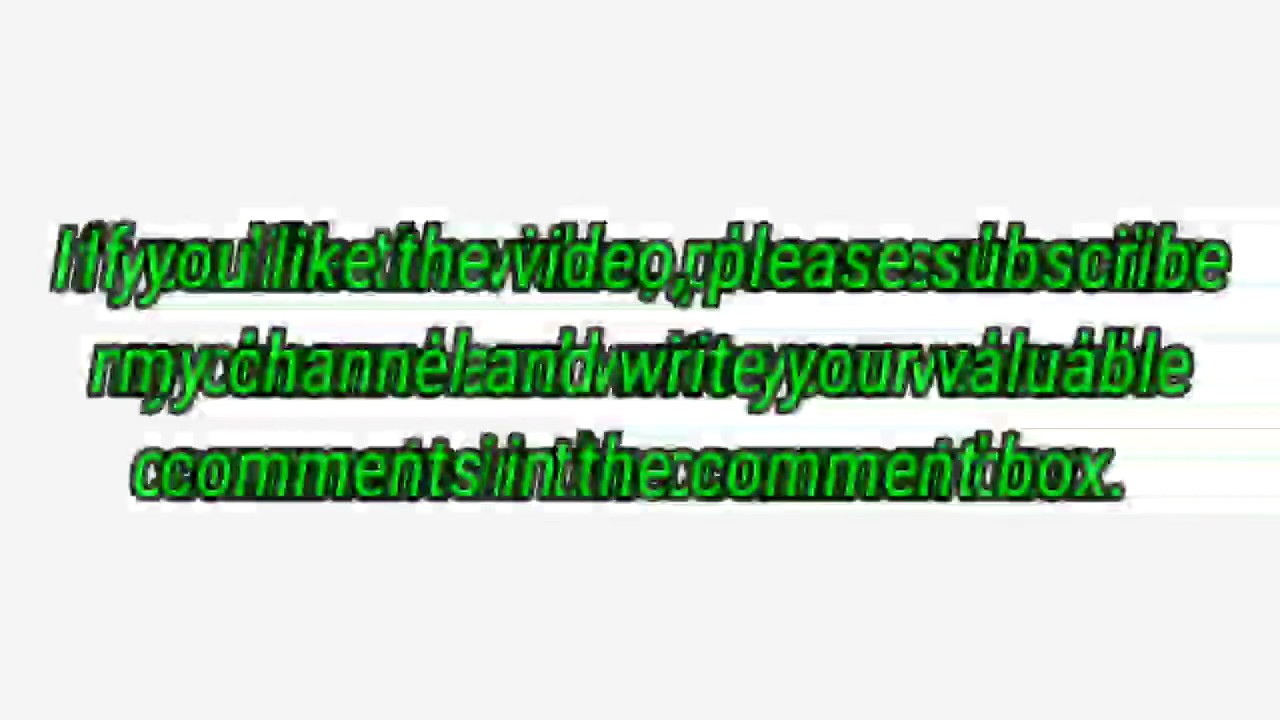 If you like the video, please subscribe
my channel and write your valuable
comments in the comment box.